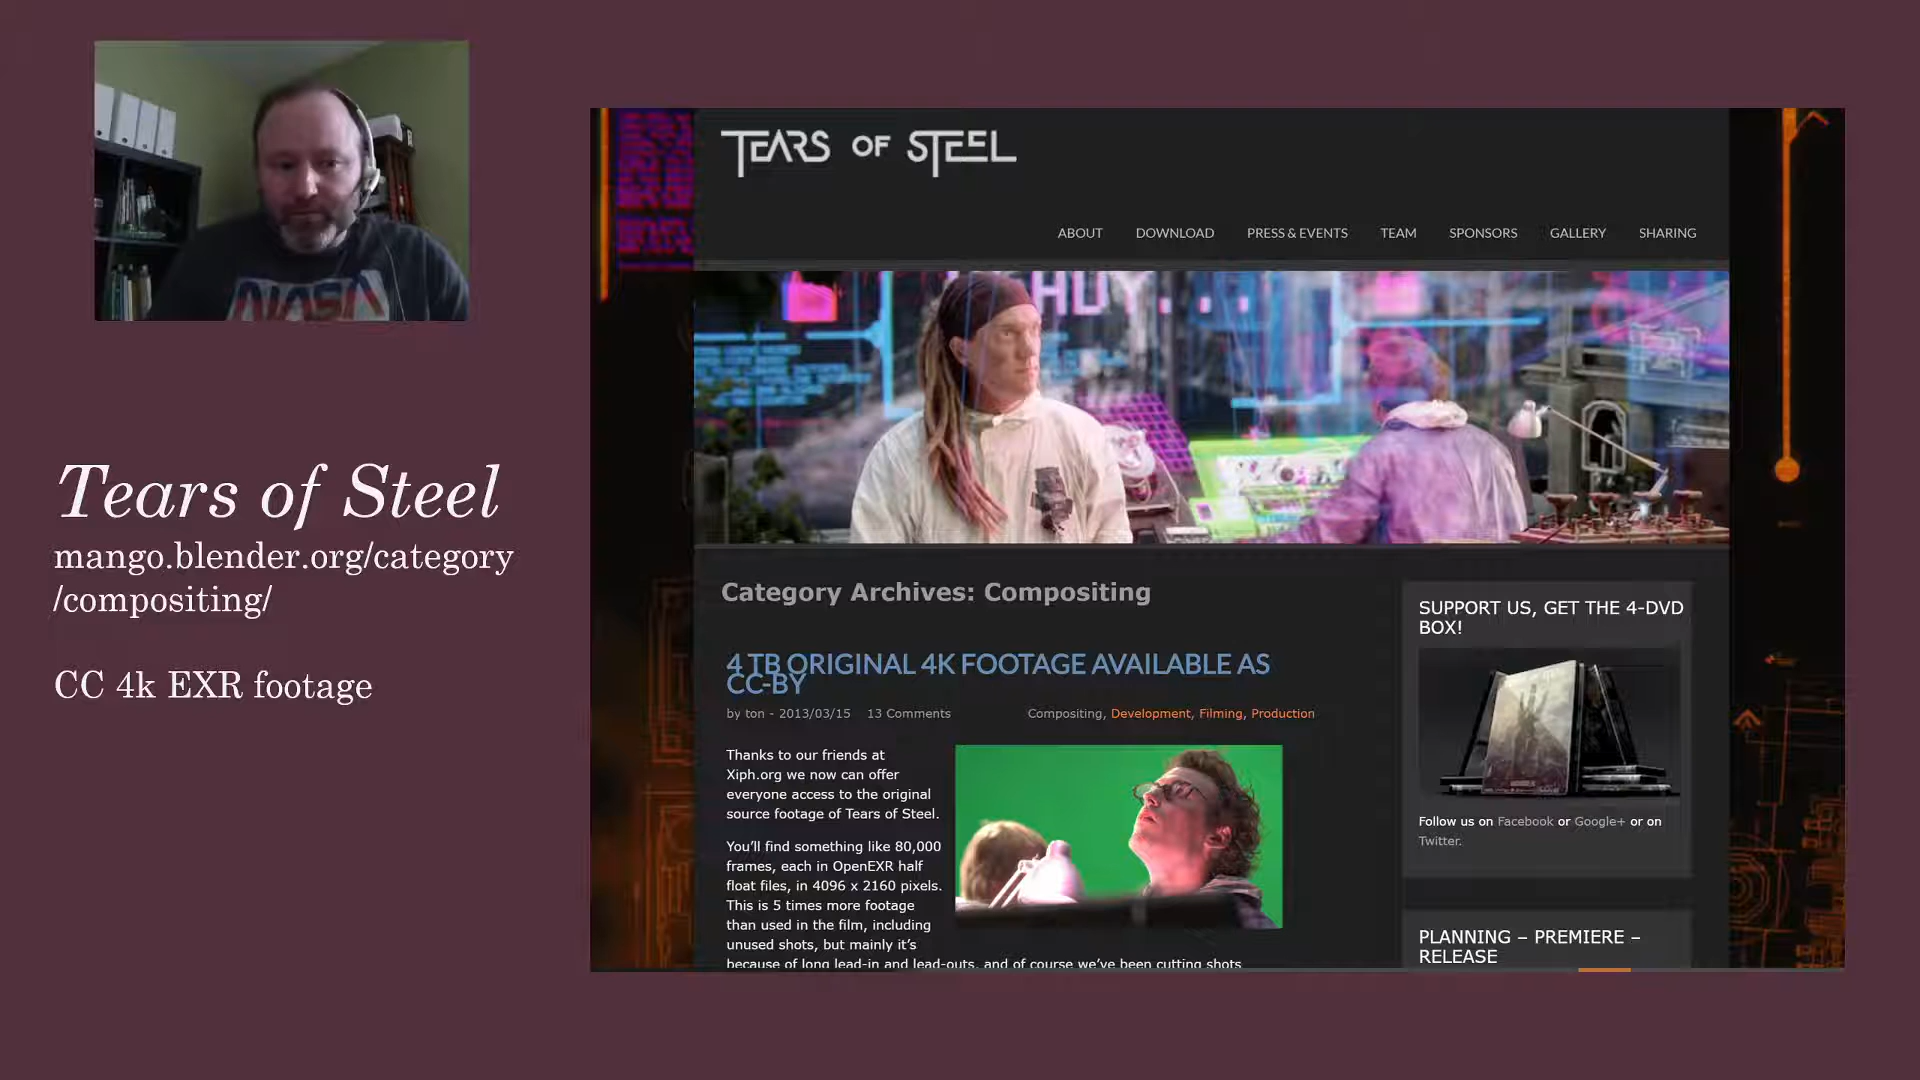 NASA
Tears of Steel
mango.blender.org/category
/compositing/
CC 4k EXR footage
TEARS OF STEEL
ABOUT DOWNLOAD PRESS & EVENTS TEAM SPONSORS GALLERY SHARING
Category Archives: Compositing
4 TB ORIGINAL 4K FOOTAGE AVAILABLE AS
CC-BY
by ton - 2013/03/15 13 Comments Compositing, Development, Filming, Production
Thanks to our friends at
Xiph.org we now can offer
everyone access to the original
source footage of Tears of Steel.
You’ll find something like 80,000
frames, each in OpenEXR half
float files, in 4096 x 2160 pixels.
This is 5 times more footage
than used in the film, including
unused shots, but mainly it’s
because of long lead-in and lead-outs, and of course we’ve been cutting shots
SUPPORT US, GET THE 4-DVD
BOX!
Follow us on Facebook or Google+ or on
Twitter.
PLANNING – PREMIERE –
RELEASE